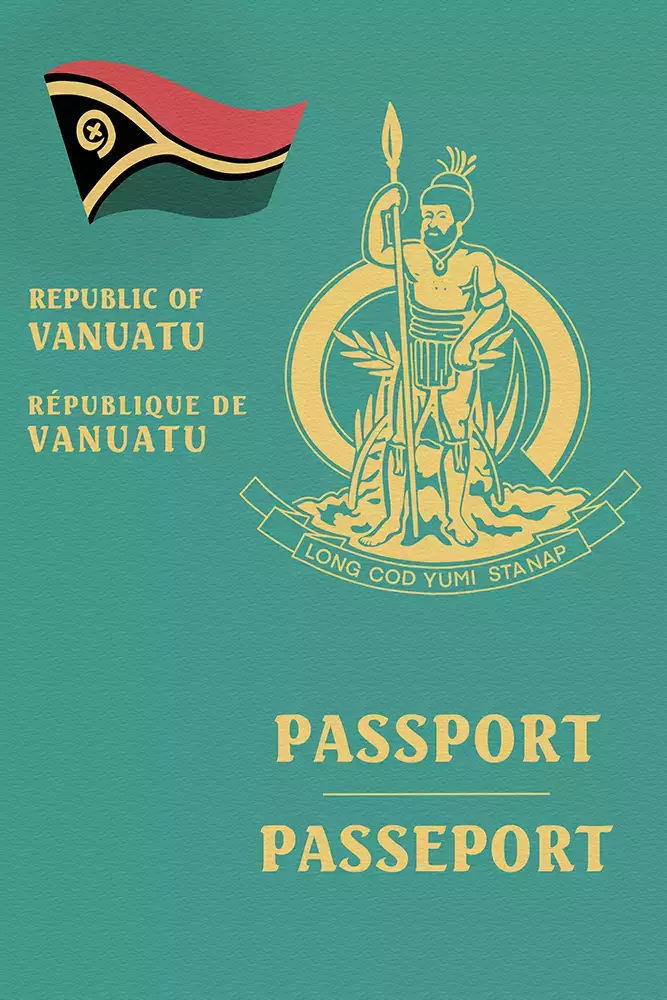 REPUBLIC OF
VANUATU
RÉPUBLIQUE DE
VANUATU
LONG COD YUMI STANAP
PASSPORT
PASSEPORT